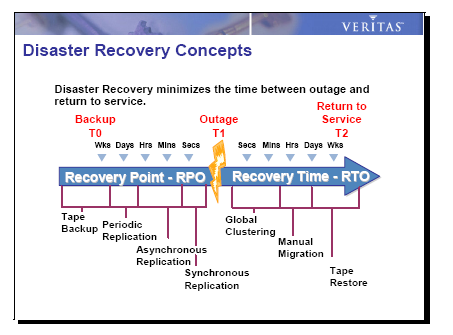 VERITAS
Disaster Recovery Concepts
Disaster Recovery minimizes the time between outage and
return to service.
Backup
T0
Outage
T1
Return to
Service
T2
Wks Days Hrs Mins Secs
Secs Mins Hrs Days Wks
Recovery Point - RPO
Recovery Time - RTO
Tape
Backup
Periodic
Replication
Asynchronous
Replication
Synchronous
Replication
Global
Clustering
Manual
Migration
Tape
Restore